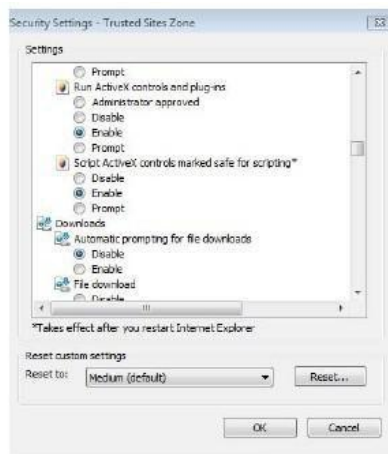 Security Settings - Trusted Sites Zone
Settings
Prompt
Run ActiveX controls and plug-ins
Administrator approved
Disable
Enable
Prompt
Script ActiveX controls marked safe for scripting*
Disable
Enable
Prompt
Downloads
Automatic prompting for file downloads
Disable
Enable
File download
Disable
*Takes effect after you restart Internet Explorer
Reset custom settings
Reset to: Medium (default) Reset...
OK Cancel